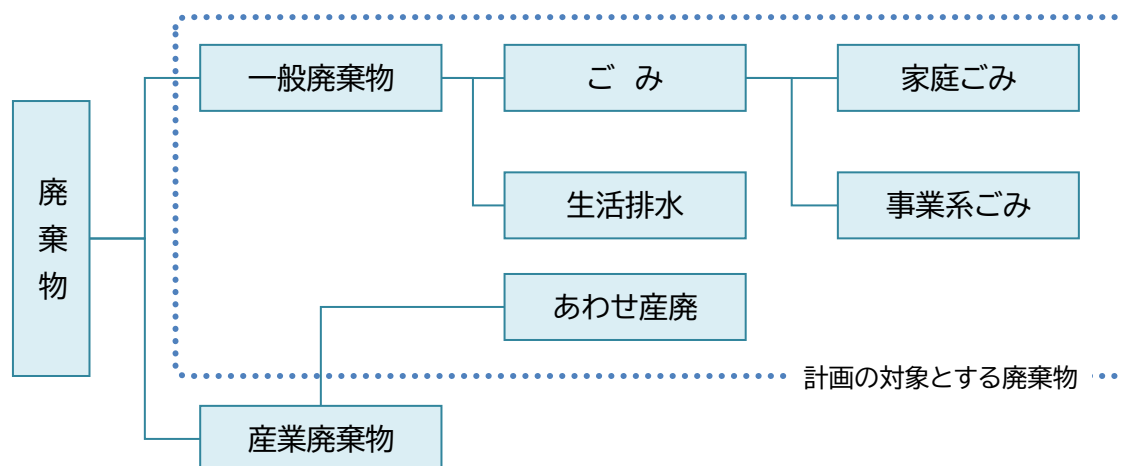 一般廃棄物
ご み
家庭ごみ
廃
棄
物
生活排水
事業系ごみ
あわせ産廃
計画の対象とする廃棄物
産業廃棄物